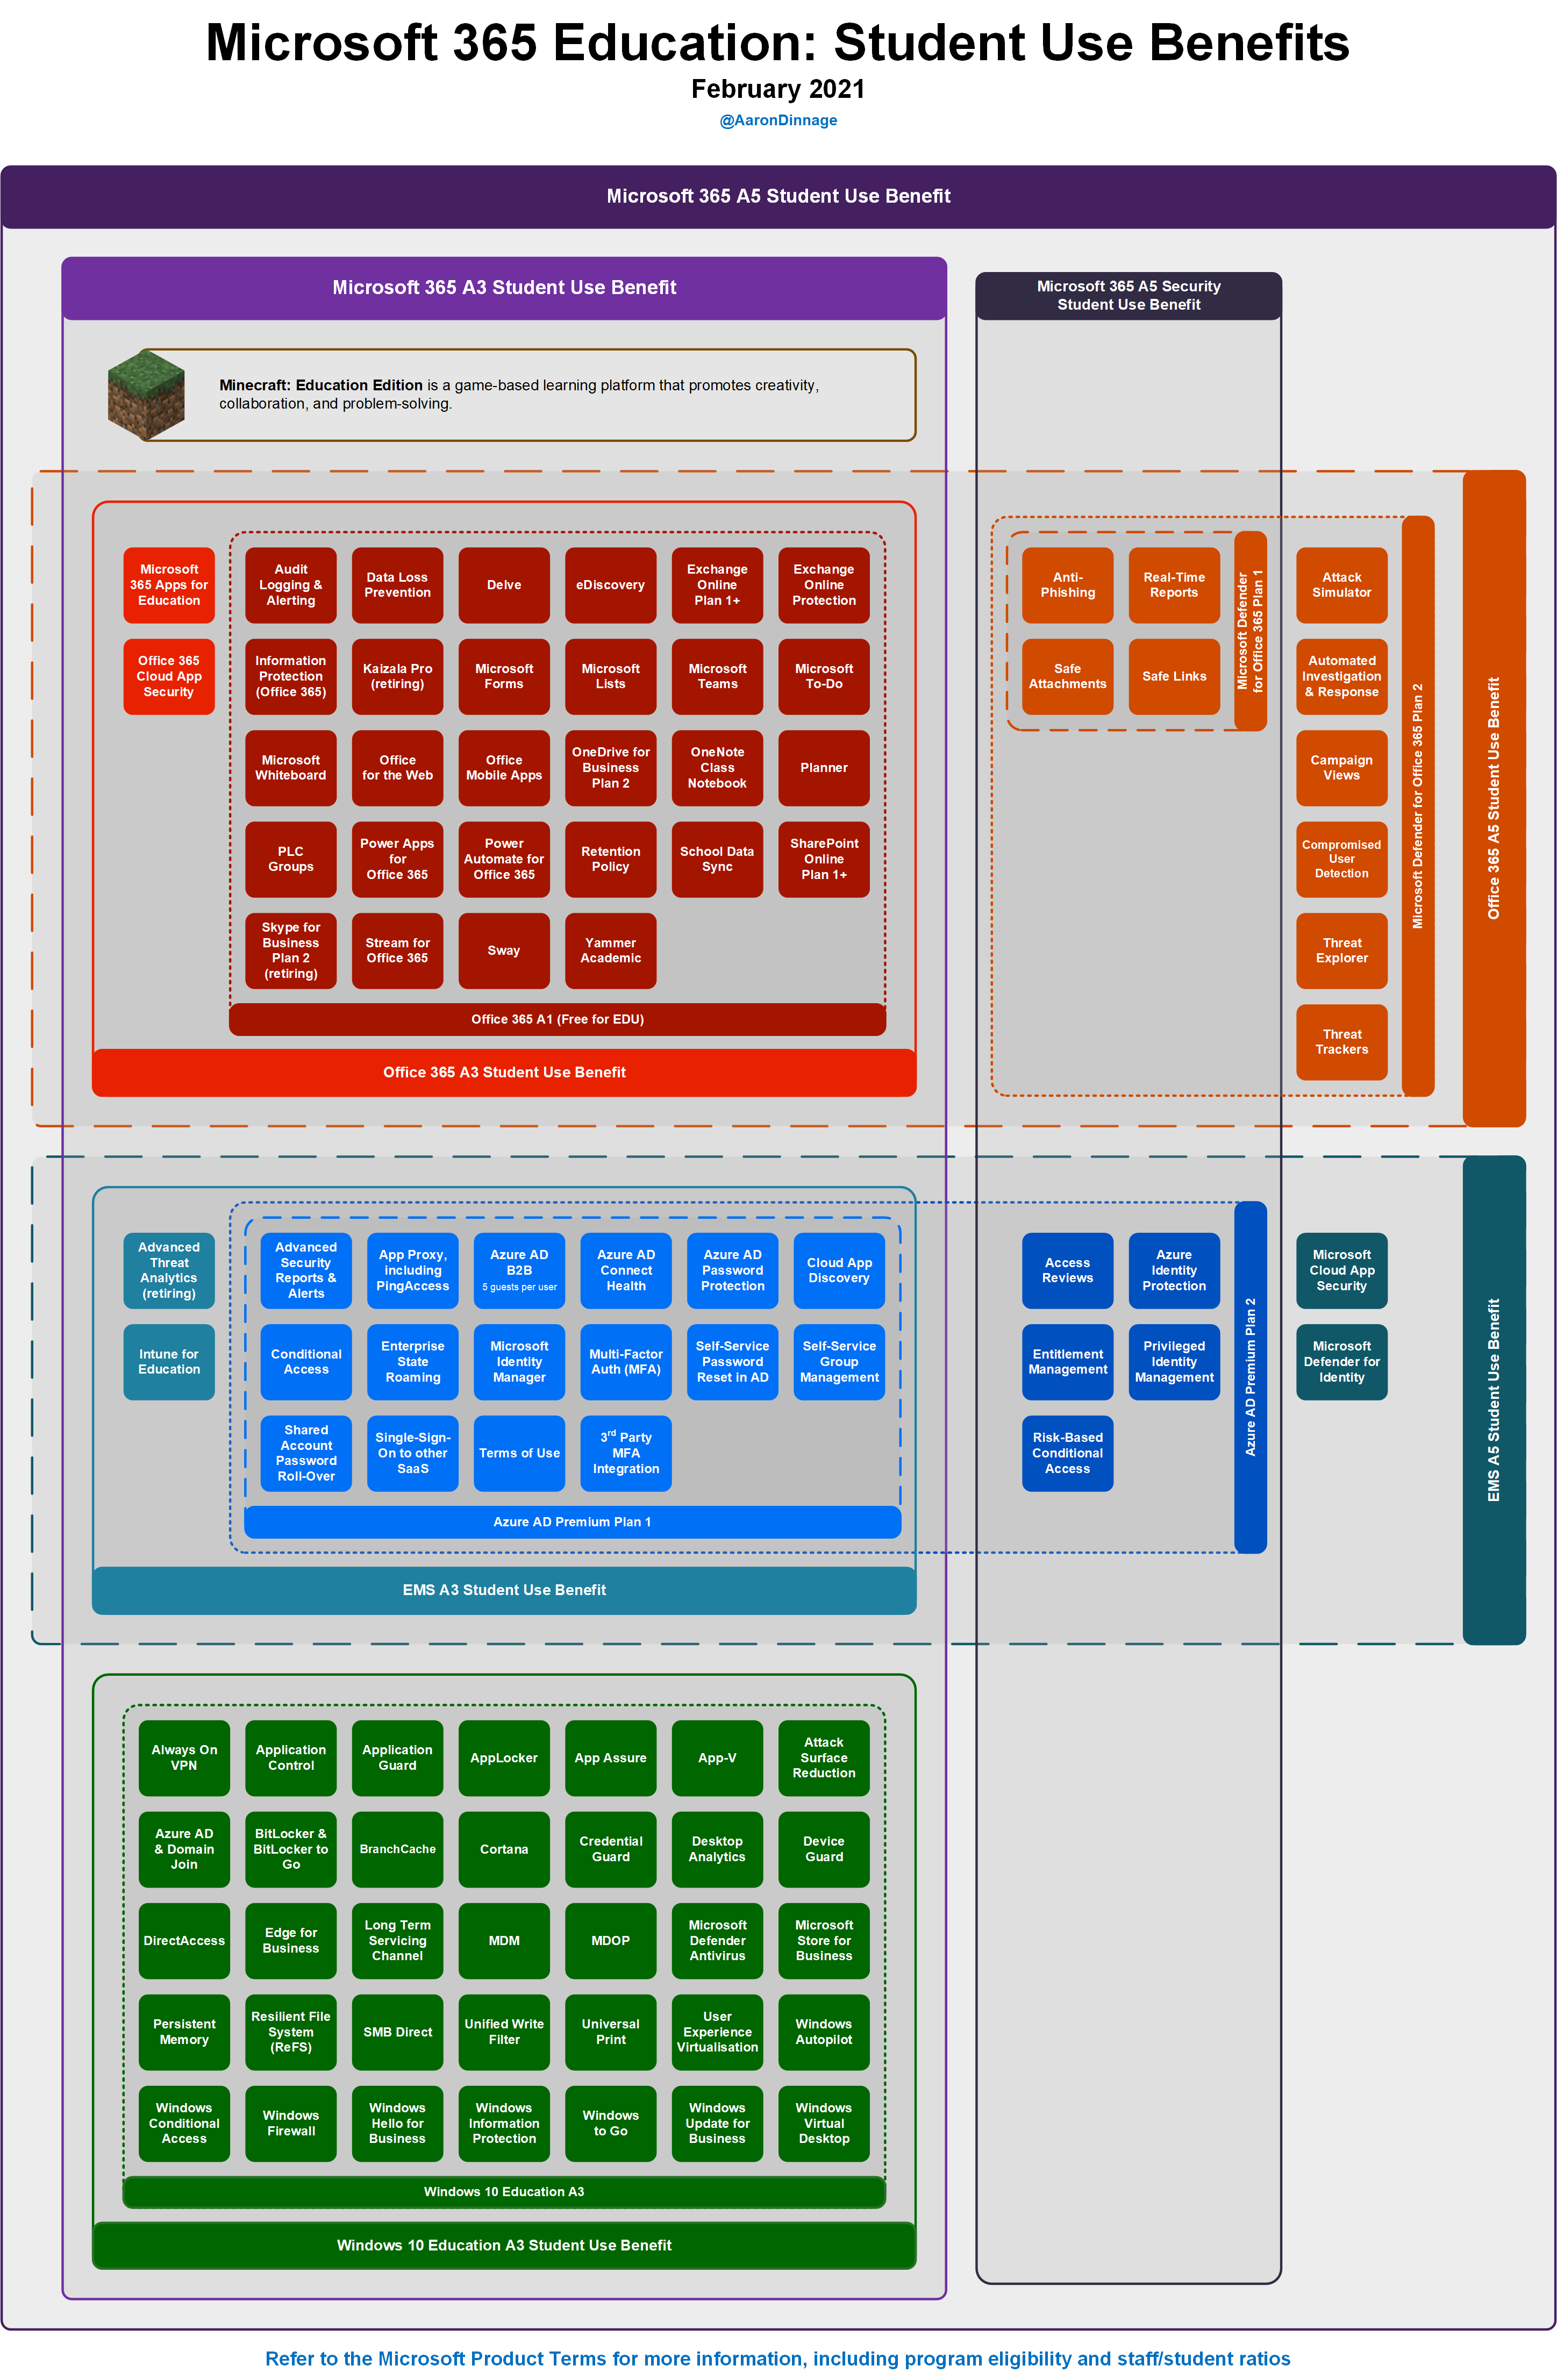 Microsoft 365 Education: Student Use Benefits
February 2021
@AaronDinnage
Microsoft 365 A5 Student Use Benefit
Microsoft 365 A3 Student Use Benefit
Microsoft 365 A5 Security
Student Use Benefit
Minecraft: Education Edition is a game-based learning platform that promotes creativity,
collaboration, and problem-solving.
Microsoft
365 Apps for
Education
Office 365
Cloud App
Security
Audit
Logging &
Alerting
Data Loss
Prevention
Delve
eDiscovery
Exchange
Online
Plan 1+
Exchange
Online
Protection
Information
Protection
(Office 365)
Kaizala Pro
(retiring)
Microsoft
Forms
Microsoft
Lists
Microsoft
Teams
Microsoft
To-Do
Microsoft
Whiteboard
Office
for the Web
Office
Mobile Apps
OneDrive for
Business
Plan 2
OneNote
Class
Notebook
Planner
PLC
Groups
Power Apps
for
Office 365
Power
Automate for
Office 365
Retention
Policy
School Data
Sync
SharePoint
Online
Plan 1+
Skype for
Business
Plan 2
(retiring)
Stream for
Office 365
Sway
Yammer
Academic
Office 365 A1 (Free for EDU)
Office 365 A3 Student Use Benefit
Anti-
Phishing
Real-Time
Reports
Safe
Attachments
Safe Links
Microsoft Defender
for Office 365 Plan 1
Attack
Simulator
Automated
Investigation
& Response
Campaign
Views
Compromised
User
Detection
Threat
Explorer
Threat
Trackers
Microsoft Defender for Office 365 Plan 2
Office 365 A5 Student Use Benefit
Advanced
Threat
Analytics
(retiring)
Intune for
Education
Advanced
Security
Reports &
Alerts
App Proxy,
including
PingAccess
Azure AD
B2B
5 guests per user
Azure AD
Connect
Health
Azure AD
Password
Protection
Cloud App
Discovery
Conditional
Access
Enterprise
State
Roaming
Microsoft
Identity
Manager
Multi-Factor
Auth (MFA)
Self-Service
Password
Reset in AD
Self-Service
Group
Management
Shared
Account
Password
Roll-Over
Single-Sign-
On to other
SaaS
Terms of Use
3rd Party
MFA
Integration
Azure AD Premium Plan 1
EMS A3 Student Use Benefit
Access
Reviews
Azure
Identity
Protection
Entitlement
Management
Privileged
Identity
Management
Risk-Based
Conditional
Access
Azure AD Premium Plan 2
Microsoft
Cloud App
Security
Microsoft
Defender for
Identity
EMS A5 Student Use Benefit
Always On
VPN
Application
Control
Application
Guard
AppLocker
App Assure
App-V
Attack
Surface
Reduction
Azure AD
& Domain
Join
BitLocker &
BitLocker to
Go
BranchCache
Cortana
Credential
Guard
Desktop
Analytics
Device
Guard
DirectAccess
Edge for
Business
Long Term
Servicing
Channel
MDM
MDOP
Microsoft
Defender
Antivirus
Microsoft
Store for
Business
Persistent
Memory
Resilient File
System
(ReFS)
SMB Direct
Unified Write
Filter
Universal
Print
User
Experience
Virtualisation
Windows
Autopilot
Windows
Conditional
Access
Windows
Firewall
Windows
Hello for
Business
Windows
Information
Protection
Windows
to Go
Windows
Update for
Business
Windows
Virtual
Desktop
Windows 10 Education A3
Windows 10 Education A3 Student Use Benefit
Refer to the Microsoft Product Terms for more information, including program eligibility and staff/student ratios